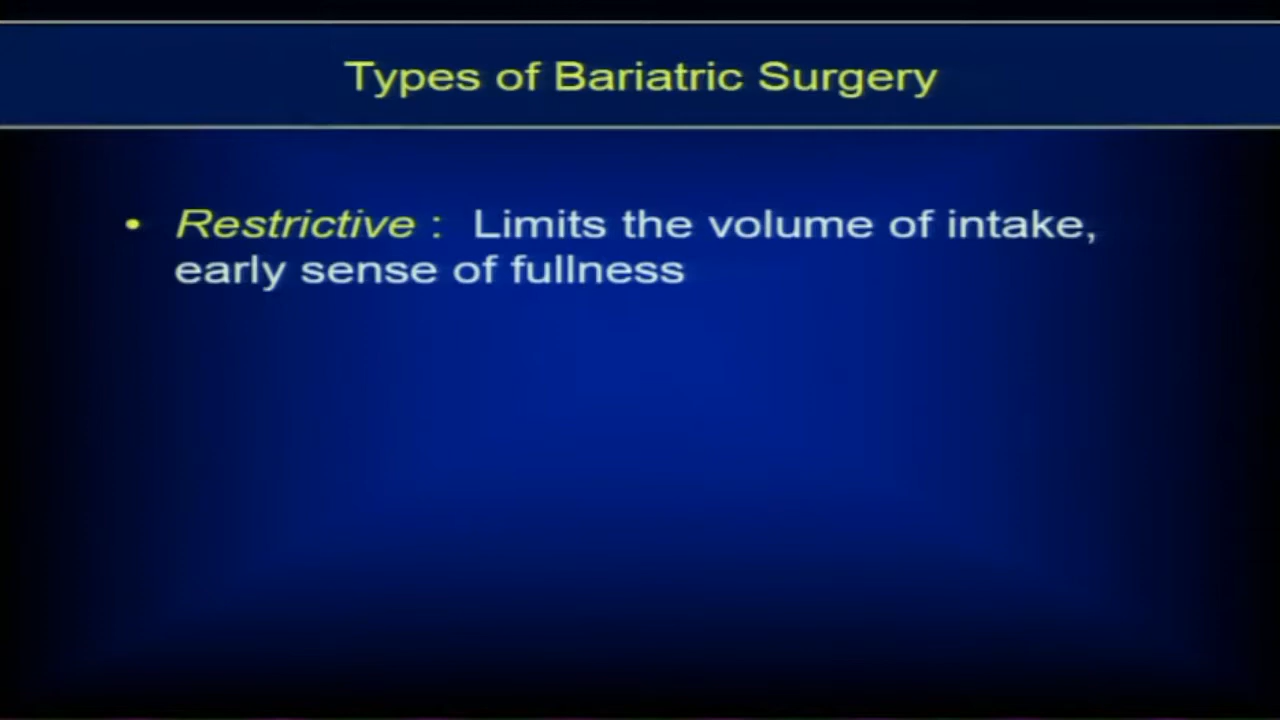 Types of Bariatric Surgery
• Restrictive : Limits the volume of intake,
early sense of fullness